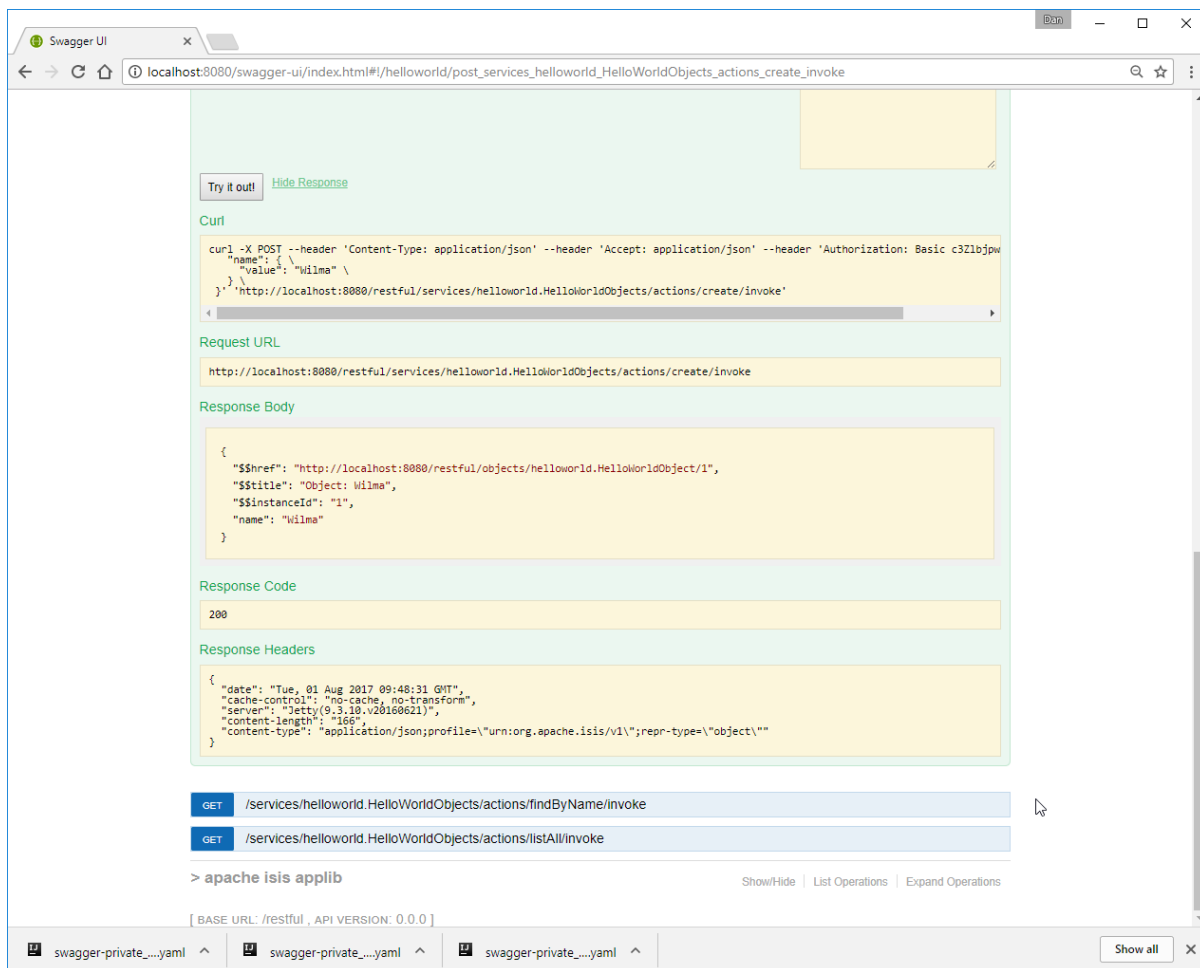 Dan
Swagger UI
localhost:8080/swagger-ui/index.html#!/helloworld/post_services_helloworld_HelloWorldObjects_actions_create_invoke
Try it out! Hide Response
Curl
curl -X POST --header 'Content-Type: application/json' --header 'Accept: application/json' --header 'Authorization: Basic c3Zlbjpw
"name": { \
"value": "Wilma" \
} \
}' 'http://localhost:8080/restful/services/helloworld.HelloWorldObjects/actions/create/invoke'
Request URL
http://localhost:8080/restful/services/helloworld.HelloWorldObjects/actions/create/invoke
Response Body
{
"$$href": "http://localhost:8080/restful/objects/helloworld.HelloWorldObject/1",
"$$title": "Object: Wilma",
"$$instanceId": "1",
"name": "Wilma"
}
Response Code
200
Response Headers
{
"date": "Tue, 01 Aug 2017 09:48:31 GMT",
"cache-control": "no-cache, no-transform",
"server": "Jetty(9.3.10.v20160621)",
"content-length": "166",
"content-type": "application/json;profile=\"urn:org.apache.isis/v1\";repr-type=\"object\""
}
GET /services/helloworld.HelloWorldObjects/actions/findByName/invoke
GET /services/helloworld.HelloWorldObjects/actions/listAll/invoke
> apache isis applib Show/Hide List Operations Expand Operations
[ BASE URL: /restful , API VERSION: 0.0.0 ]
swagger-private_....yaml swagger-private_....yaml swagger-private_....yaml Show all